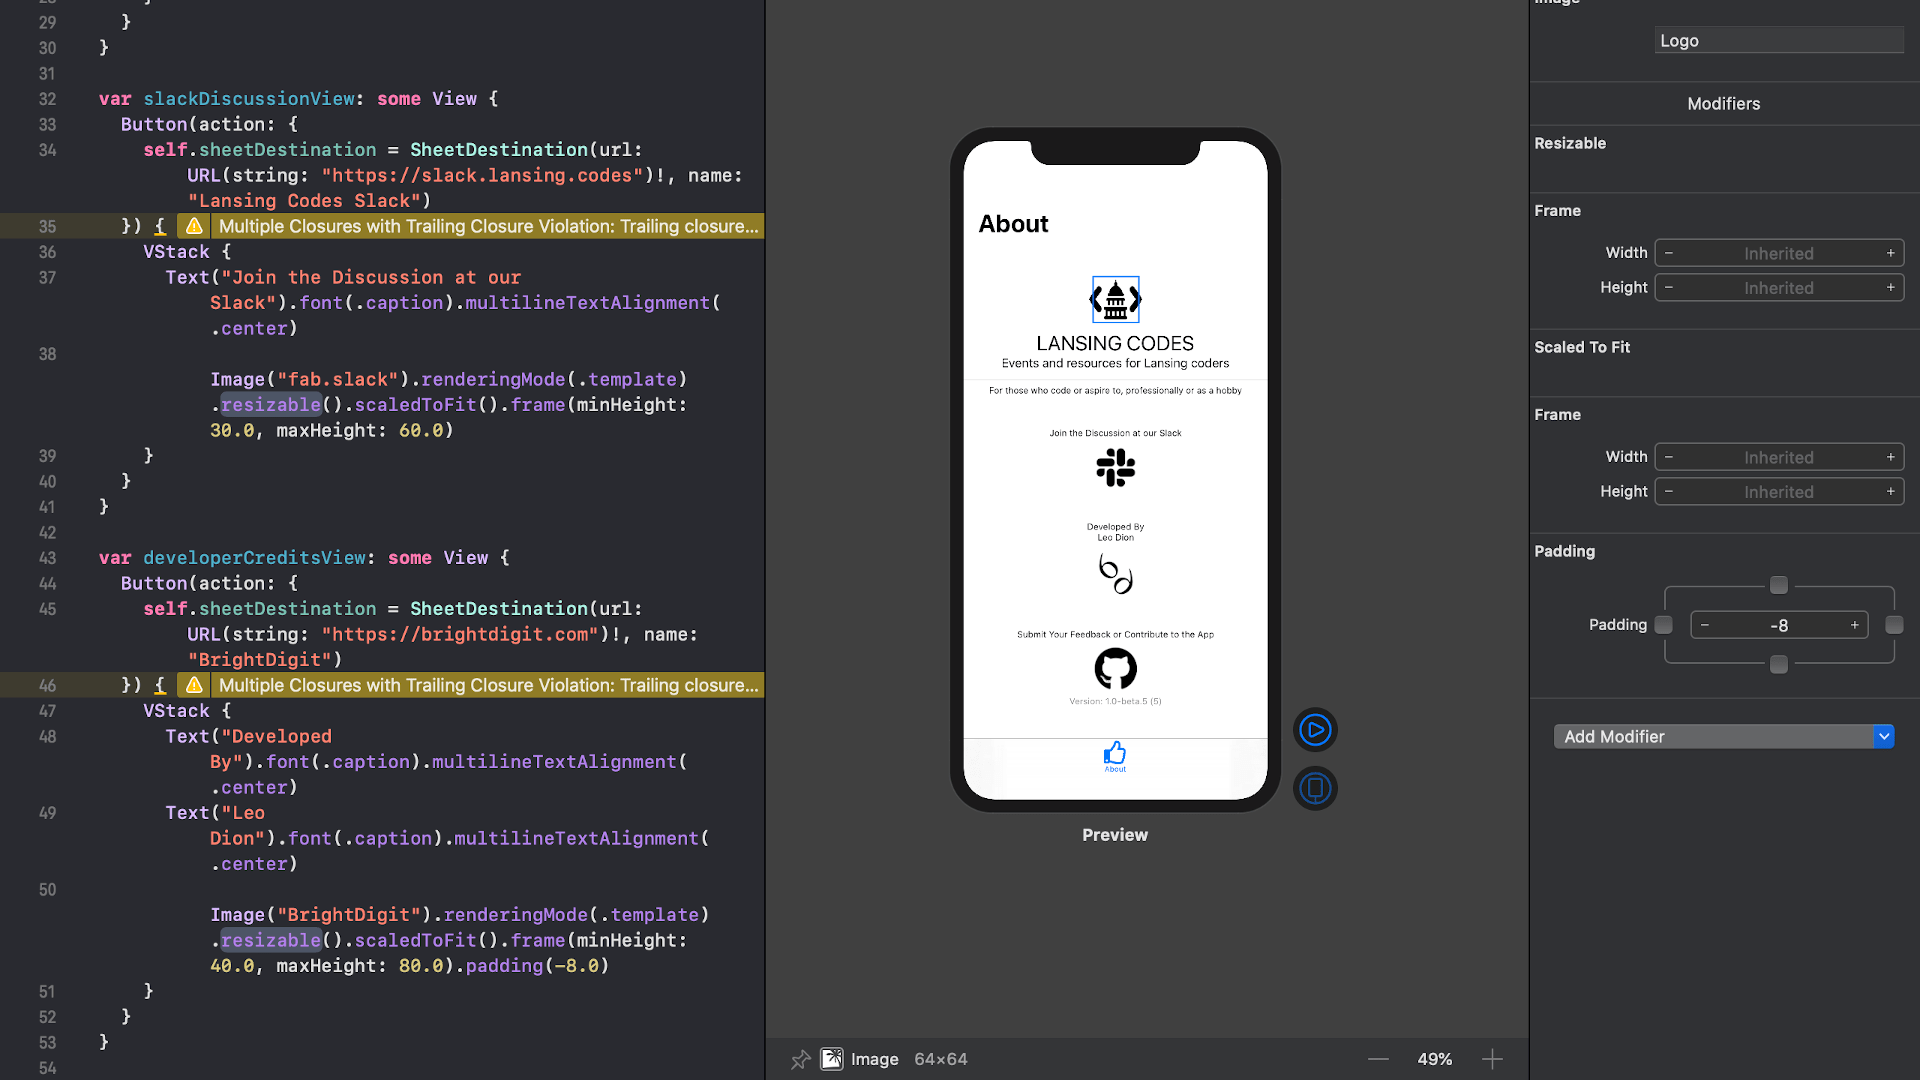 28 }
29 }
30 }
31
32 var slackDiscussionView: some View {
33 Button(action: {
34 self.sheetDestination = SheetDestination(url:
URL(string: "https://slack.lansing.codes")!, name:
"Lansing Codes Slack")
35 }) { Multiple Closures with Trailing Closure Violation: Trailing closure...
36 VStack {
37 Text("Join the Discussion at our
Slack").font(.caption).multilineTextAlignment(
.center)
38
Image("fab.slack").renderingMode(.template)
.resizable().scaledToFit().frame(minHeight:
30.0, maxHeight: 60.0)
39 }
40 }
41 }
42
43 var developerCreditsView: some View {
44 Button(action: {
45 self.sheetDestination = SheetDestination(url:
URL(string: "https://brightdigit.com")!, name:
"BrightDigit")
46 }) { Multiple Closures with Trailing Closure Violation: Trailing closure...
47 VStack {
48 Text("Developed
By").font(.caption).multilineTextAlignment(
.center)
49 Text("Leo
Dion").font(.caption).multilineTextAlignment(
.center)
50
Image("BrightDigit").renderingMode(.template)
.resizable().scaledToFit().frame(minHeight:
40.0, maxHeight: 80.0).padding(-8.0)
51 }
52 }
53 }
54
About
LANSING CODES
Events and resources for Lansing coders
For those who code or aspire to, professionally or as a hobby
Join the Discussion at our Slack
Developed By
Leo Dion
Submit Your Feedback or Contribute to the App
Version: 1.0-beta.5 (5)
About
Preview
Image 64×64
— 49% +
Image
Logo
Modifiers
Resizable
Frame
Width − Inherited +
Height − Inherited +
Scaled To Fit
Frame
Width − Inherited +
Height − Inherited +
Padding
Padding − -8 +
Add Modifier